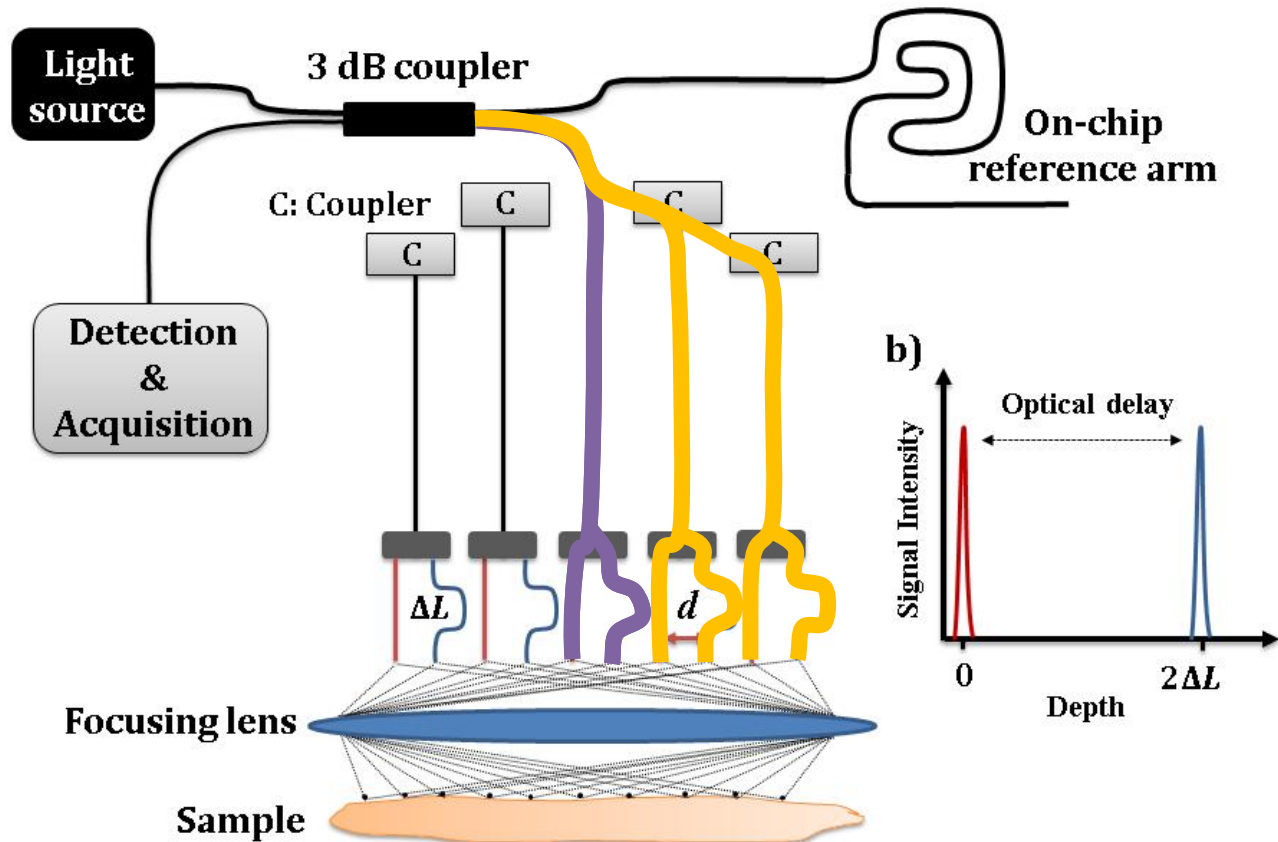 Light
source
3 dB coupler
On-chip
reference arm
C: Coupler
C
C
C
C
Detection
&
Acquisition
b)
Optical delay
Signal Intensity
0
2ΔL
Depth
ΔL
d
Focusing lens
Sample